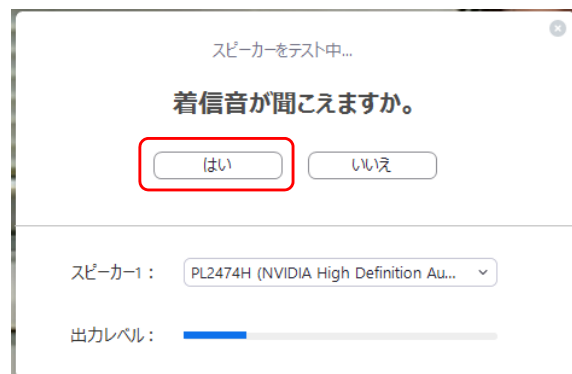 スピーカーをテスト中...
着信音が聞こえますか。
はい
いいえ
スピーカー1：
PL2474H (NVIDIA High Definition Au...
出力レベル：